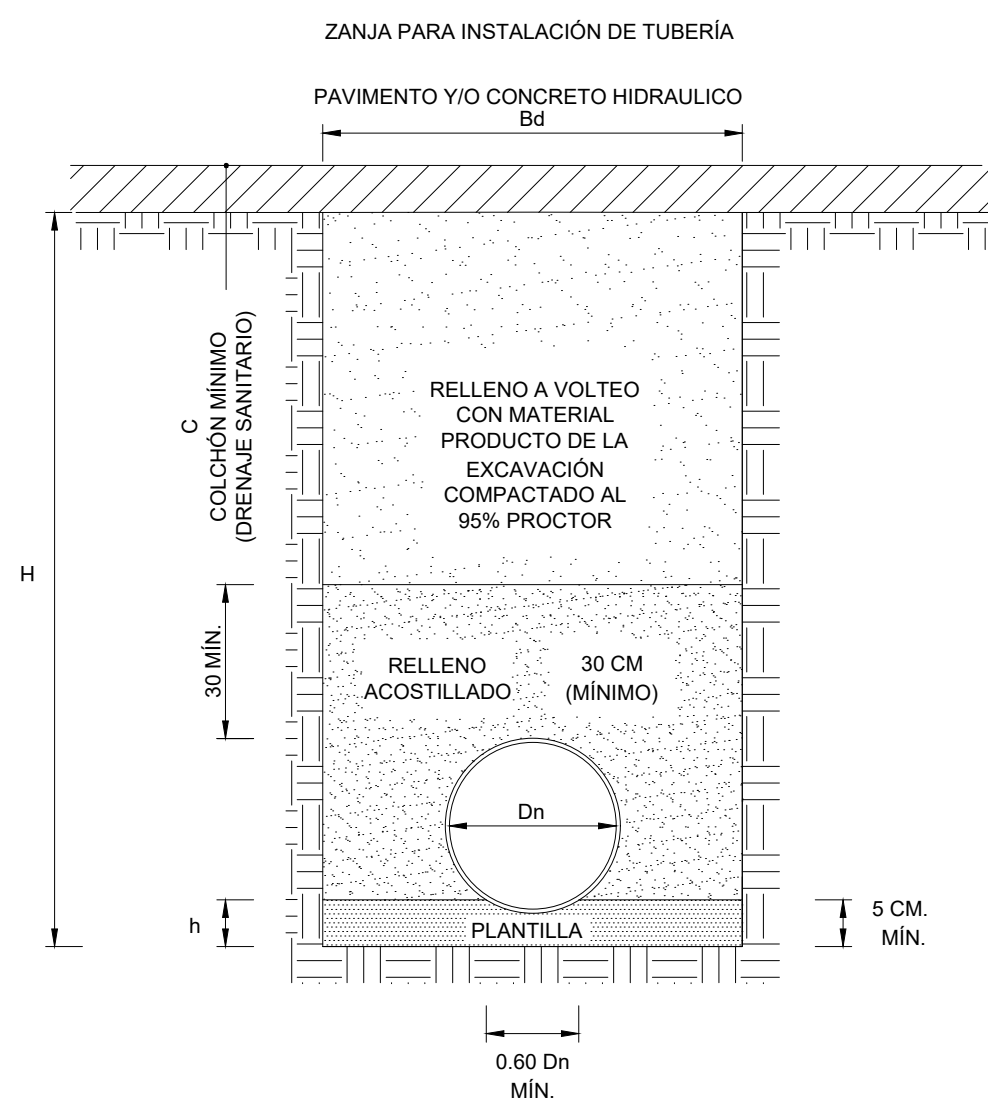 ZANJA PARA INSTALACIÓN DE TUBERÍA
PAVIMENTO Y/O CONCRETO HIDRAULICO
Bd
C
COLCHÓN MÍNIMO
(DRENAJE SANITARIO)
RELLENO A VOLTEO
CON MATERIAL
PRODUCTO DE LA
EXCAVACIÓN
COMPACTADO AL
95% PROCTOR
H
30 MÍN.
RELLENO
ACOSTILLADO
30 CM
(MÍNIMO)
Dn
h
PLANTILLA
5 CM.
MÍN.
0.60 Dn
MÍN.